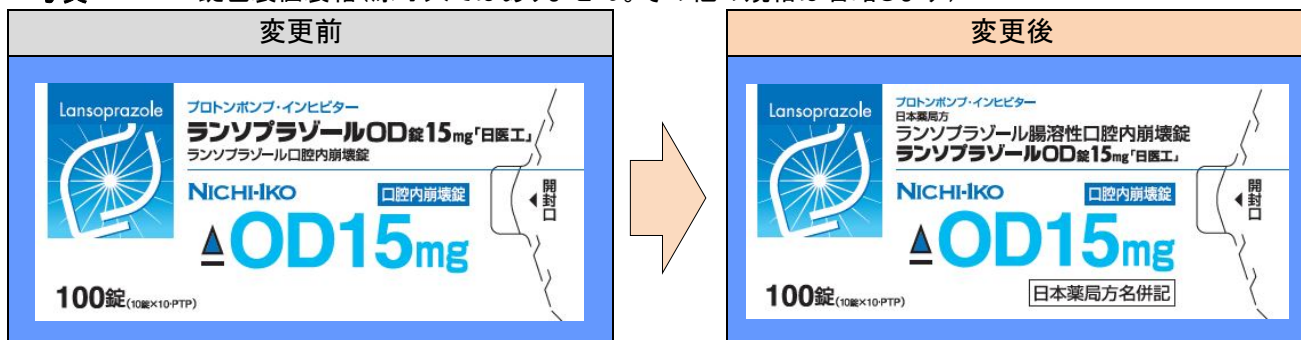 変更前
変更後
Lansoprazole
プロトンポンプ・インヒビター
ランソプラゾールOD錠15mg「日医工」
ランソプラゾール口腔内崩壊錠
NICHI-IKO
口腔内崩壊錠
開封口
OD15mg
100錠(10錠×10・PTP)
Lansoprazole
プロトンポンプ・インヒビター
日本薬局方
ランソプラゾール腸溶性口腔内崩壊錠
ランソプラゾールOD錠15mg「日医工」
NICHI-IKO
口腔内崩壊錠
開封口
OD15mg
100錠(10錠×10・PTP)
日本薬局方名併記